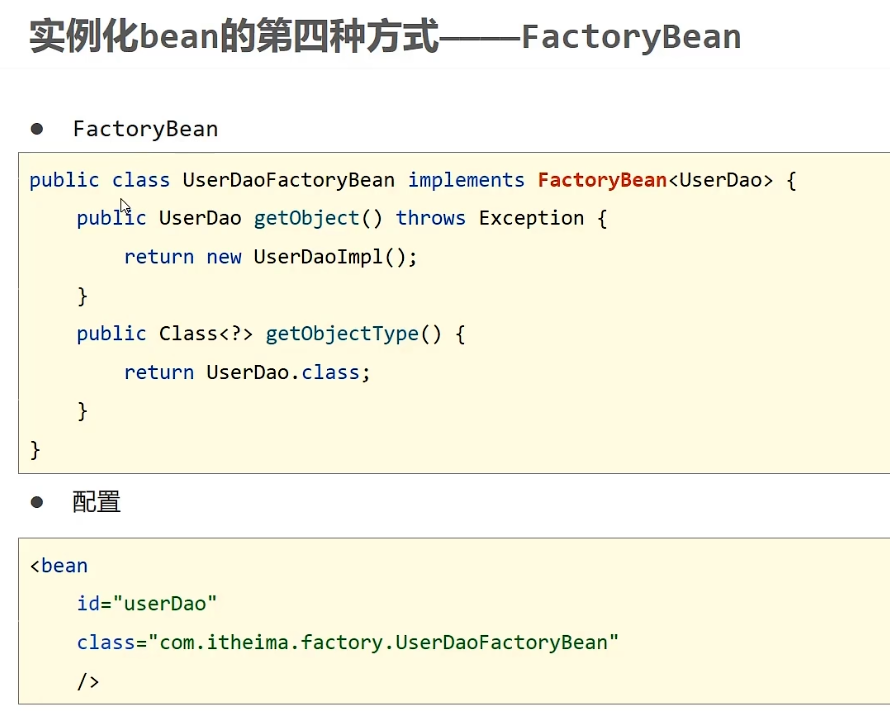 实例化bean的第四种方式————FactoryBean
● FactoryBean
public class UserDaoFactoryBean implements FactoryBean<UserDao> {
    public UserDao getObject() throws Exception {
        return new UserDaoImpl();
    }
    public Class<?> getObjectType() {
        return UserDao.class;
    }
}
● 配置
<bean
    id="userDao"
    class="com.itheima.factory.UserDaoFactoryBean"
    />